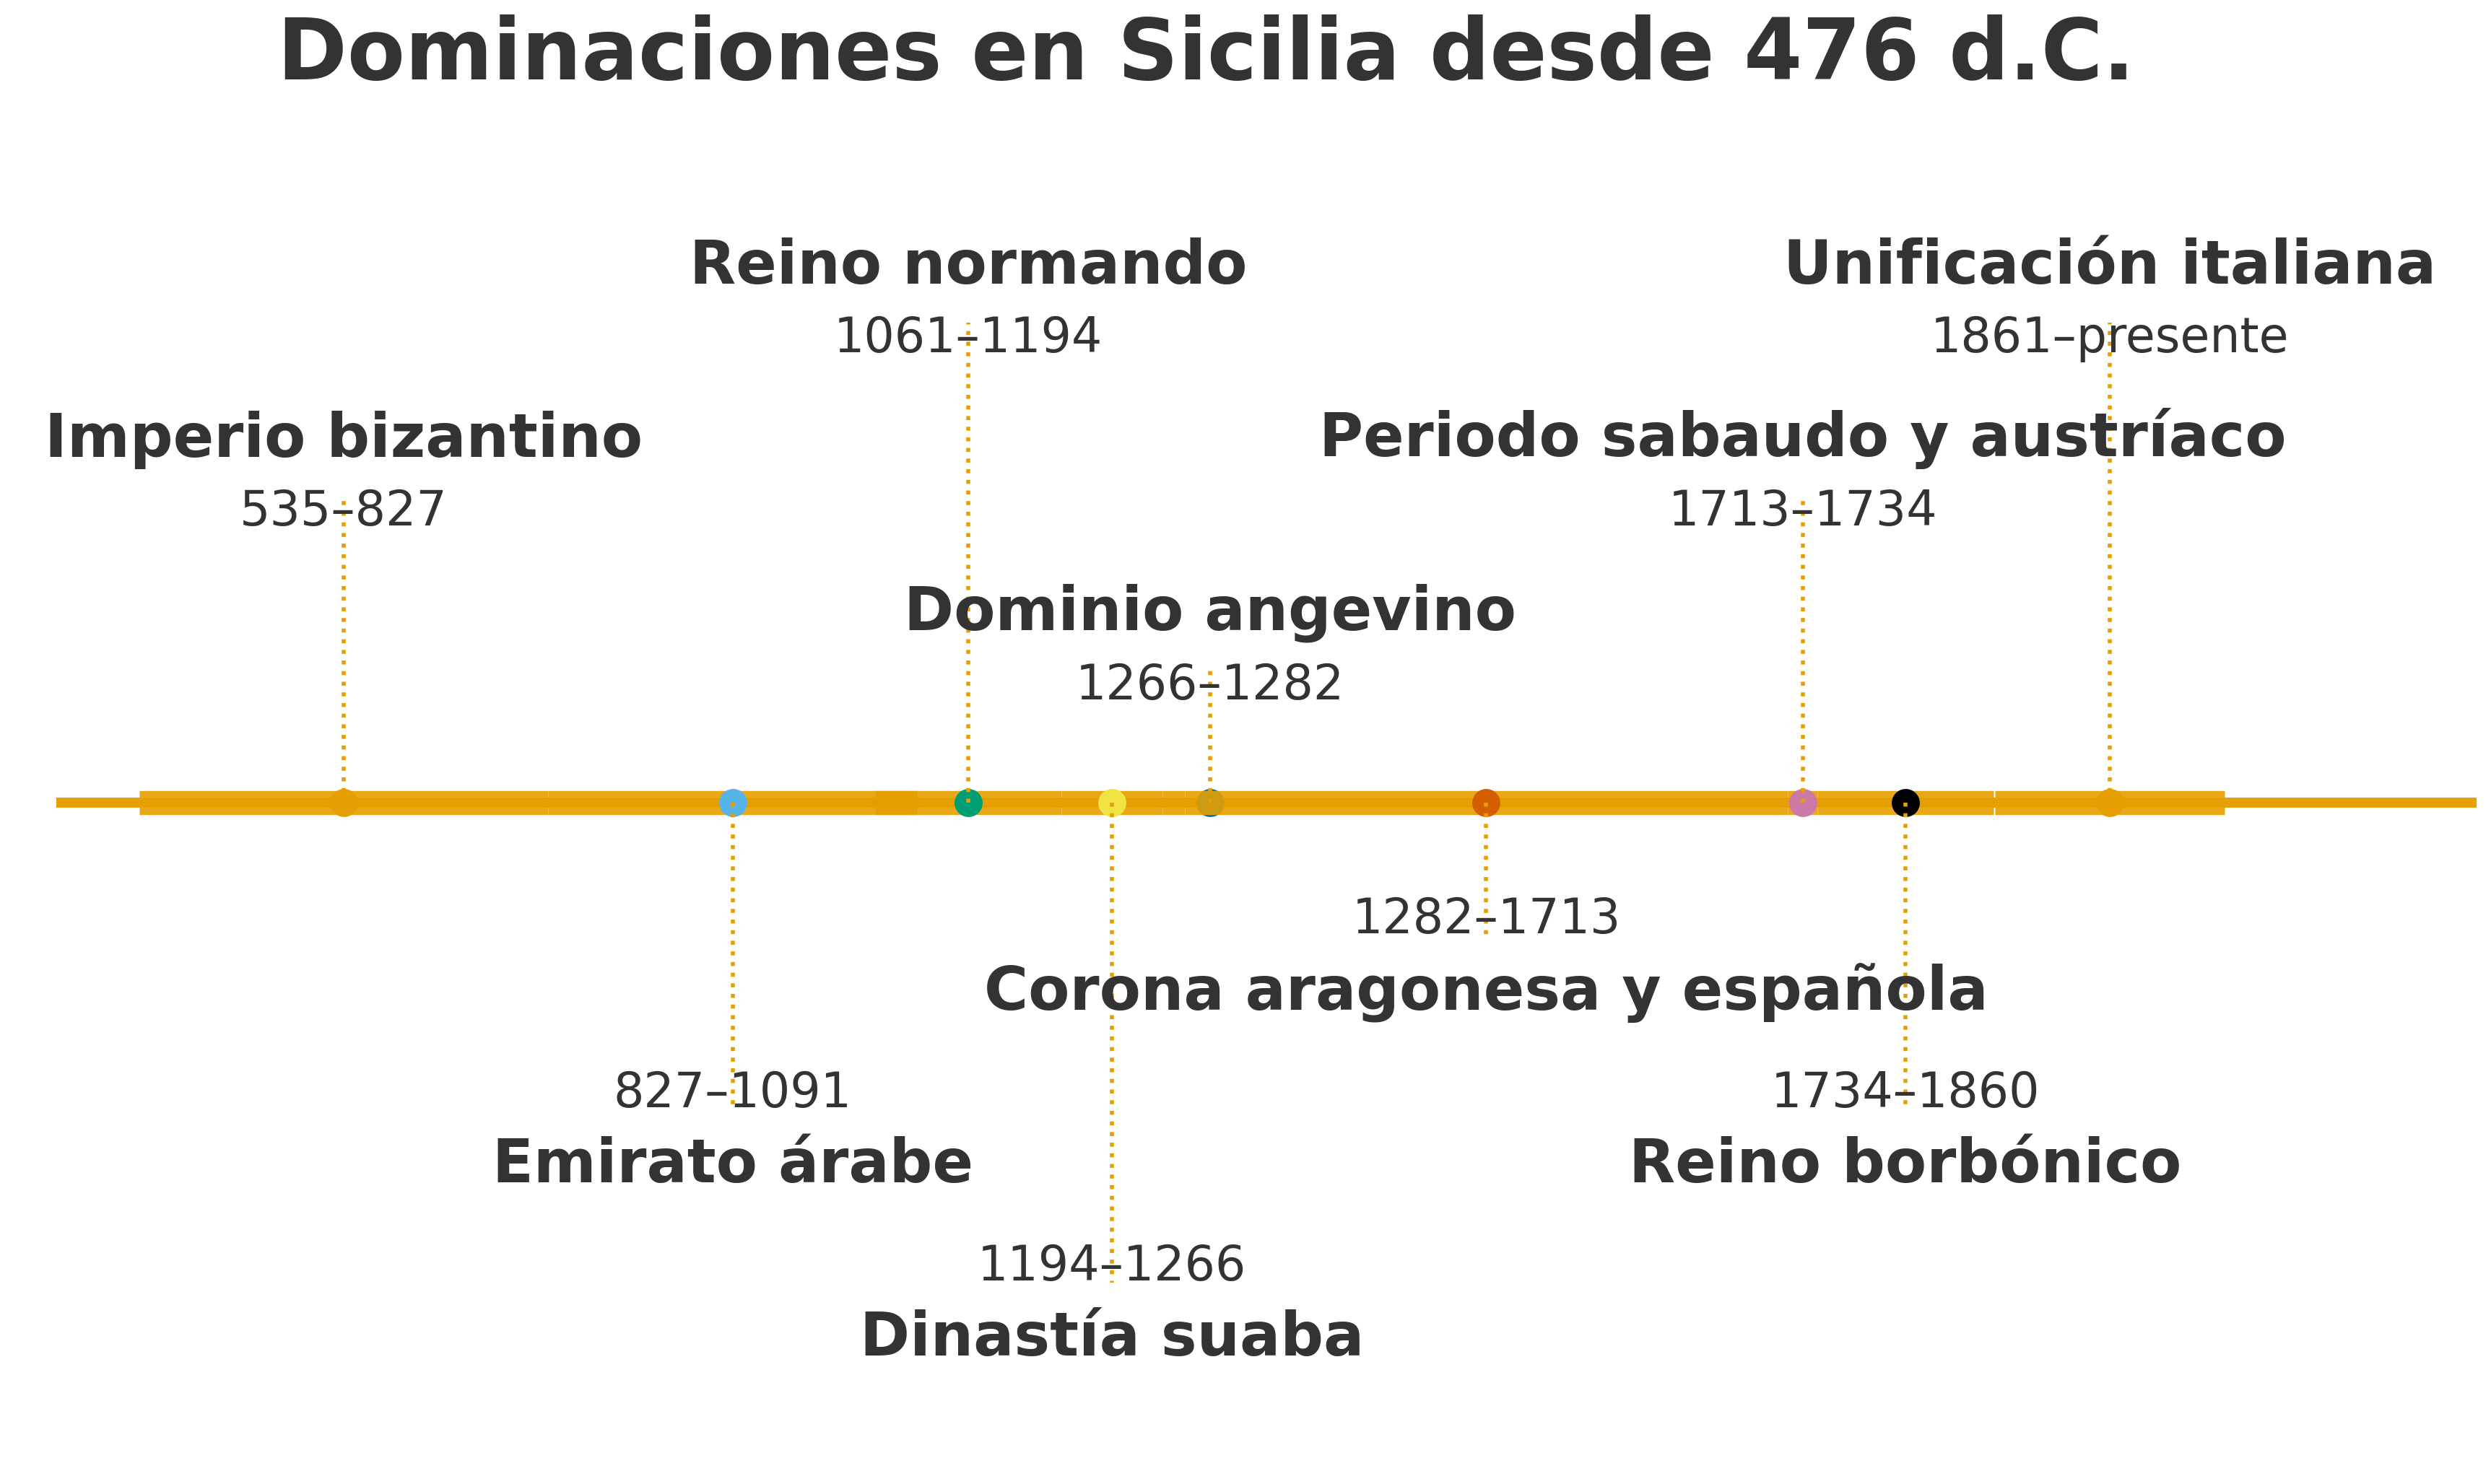 Dominaciones en Sicilia desde 476 d.C.
Reino normando
1061–1194
Unificación italiana
1861–presente
Imperio bizantino
535–827
Periodo sabaudo y austríaco
1713–1734
Dominio angevino
1266–1282
1282–1713
Corona aragonesa y española
827–1091
Emirato árabe
1734–1860
Reino borbónico
1194–1266
Dinastía suaba